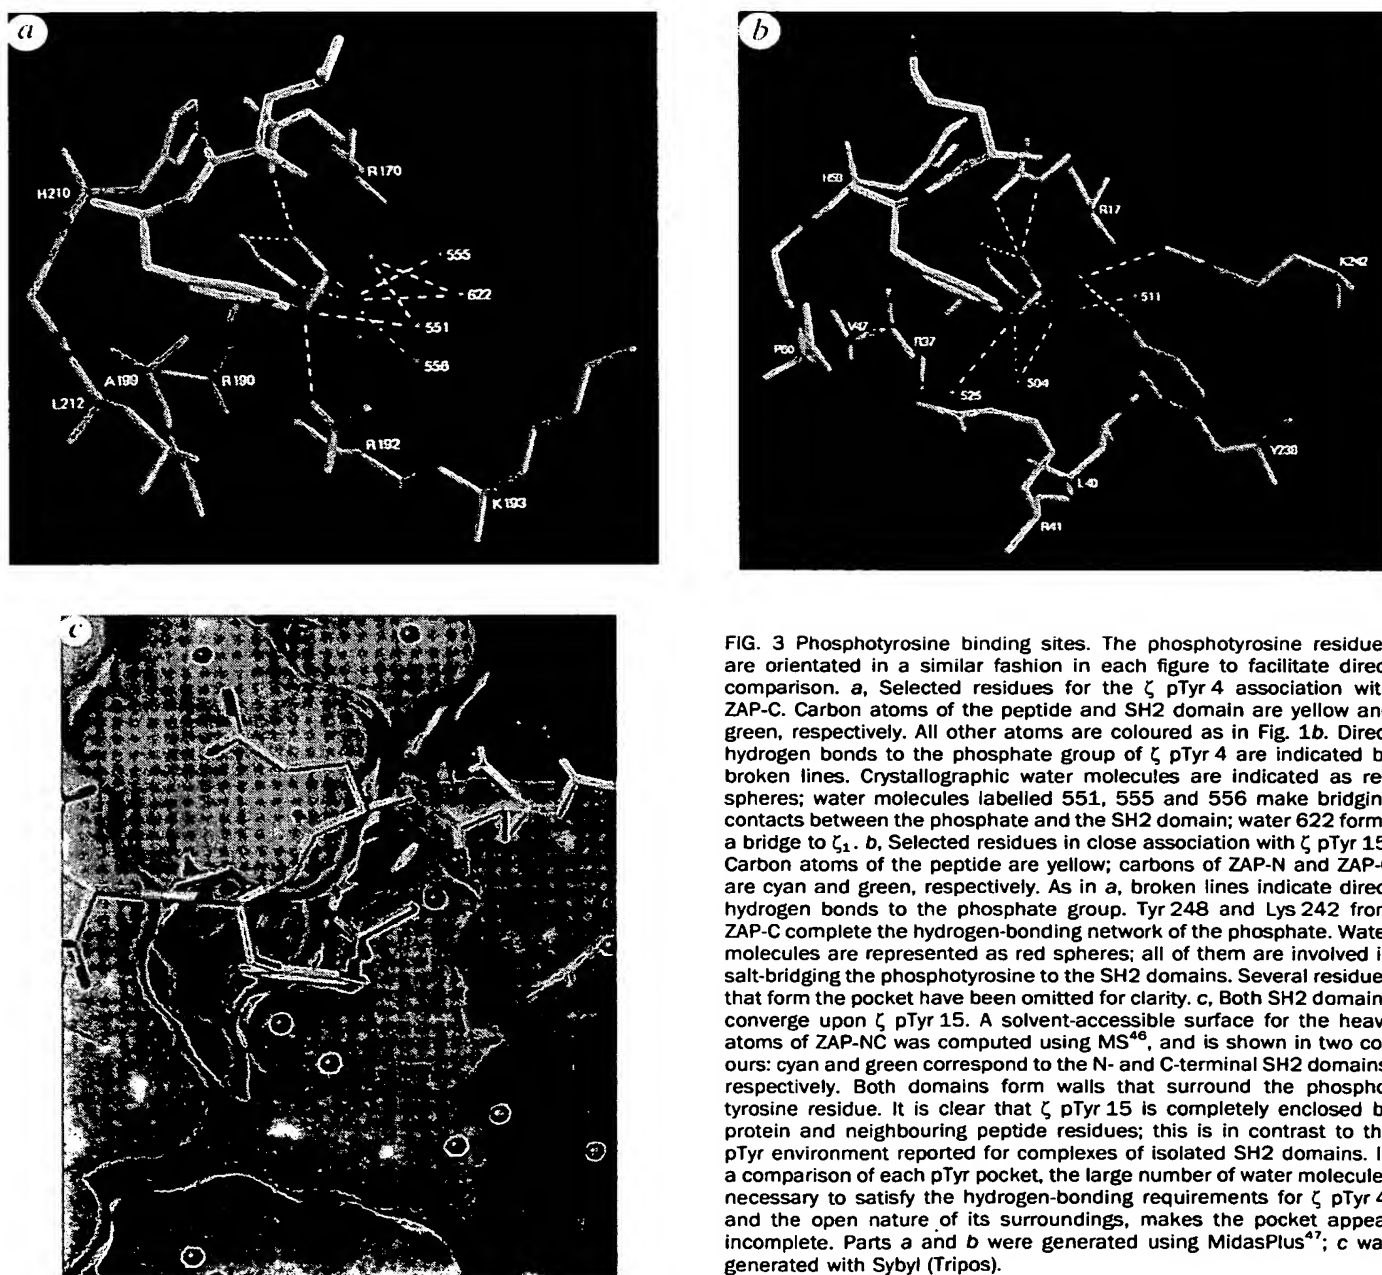 a
b
H210
R170
555
622
551
556
A199
R190
L212
R192
K193
R17
K242
511
V47
R37
504
525
L40
R41
c
FIG. 3 Phosphotyrosine binding sites. The phosphotyrosine residue
are orientated in a similar fashion in each figure to facilitate direc
comparison. a, Selected residues for the ζ pTyr 4 association wit
ZAP-C. Carbon atoms of the peptide and SH2 domain are yellow an
green, respectively. All other atoms are coloured as in Fig. 1b. Direc
hydrogen bonds to the phosphate group of ζ pTyr 4 are indicated b
broken lines. Crystallographic water molecules are indicated as re
spheres; water molecules labelled 551, 555 and 556 make bridgin
contacts between the phosphate and the SH2 domain; water 622 form
a bridge to ζ₁. b, Selected residues in close association with ζ pTyr 15
Carbon atoms of the peptide are yellow; carbons of ZAP-N and ZAP-
are cyan and green, respectively. As in a, broken lines indicate direc
hydrogen bonds to the phosphate group. Tyr 248 and Lys 242 fron
ZAP-C complete the hydrogen-bonding network of the phosphate. Wate
molecules are represented as red spheres; all of them are involved i
salt-bridging the phosphotyrosine to the SH2 domains. Several residue
that form the pocket have been omitted for clarity. c, Both SH2 domain
converge upon ζ pTyr 15. A solvent-accessible surface for the heav
atoms of ZAP-NC was computed using MS⁴⁶, and is shown in two co
ours: cyan and green correspond to the N- and C-terminal SH2 domains
respectively. Both domains form walls that surround the phospho
tyrosine residue. It is clear that ζ pTyr 15 is completely enclosed b
protein and neighbouring peptide residues; this is in contrast to th
pTyr environment reported for complexes of isolated SH2 domains. I
a comparison of each pTyr pocket, the large number of water molecule
necessary to satisfy the hydrogen-bonding requirements for ζ pTyr 4
and the open nature of its surroundings, makes the pocket appea
incomplete. Parts a and b were generated using MidasPlus⁴⁷; c wa
generated with Sybyl (Tripos).